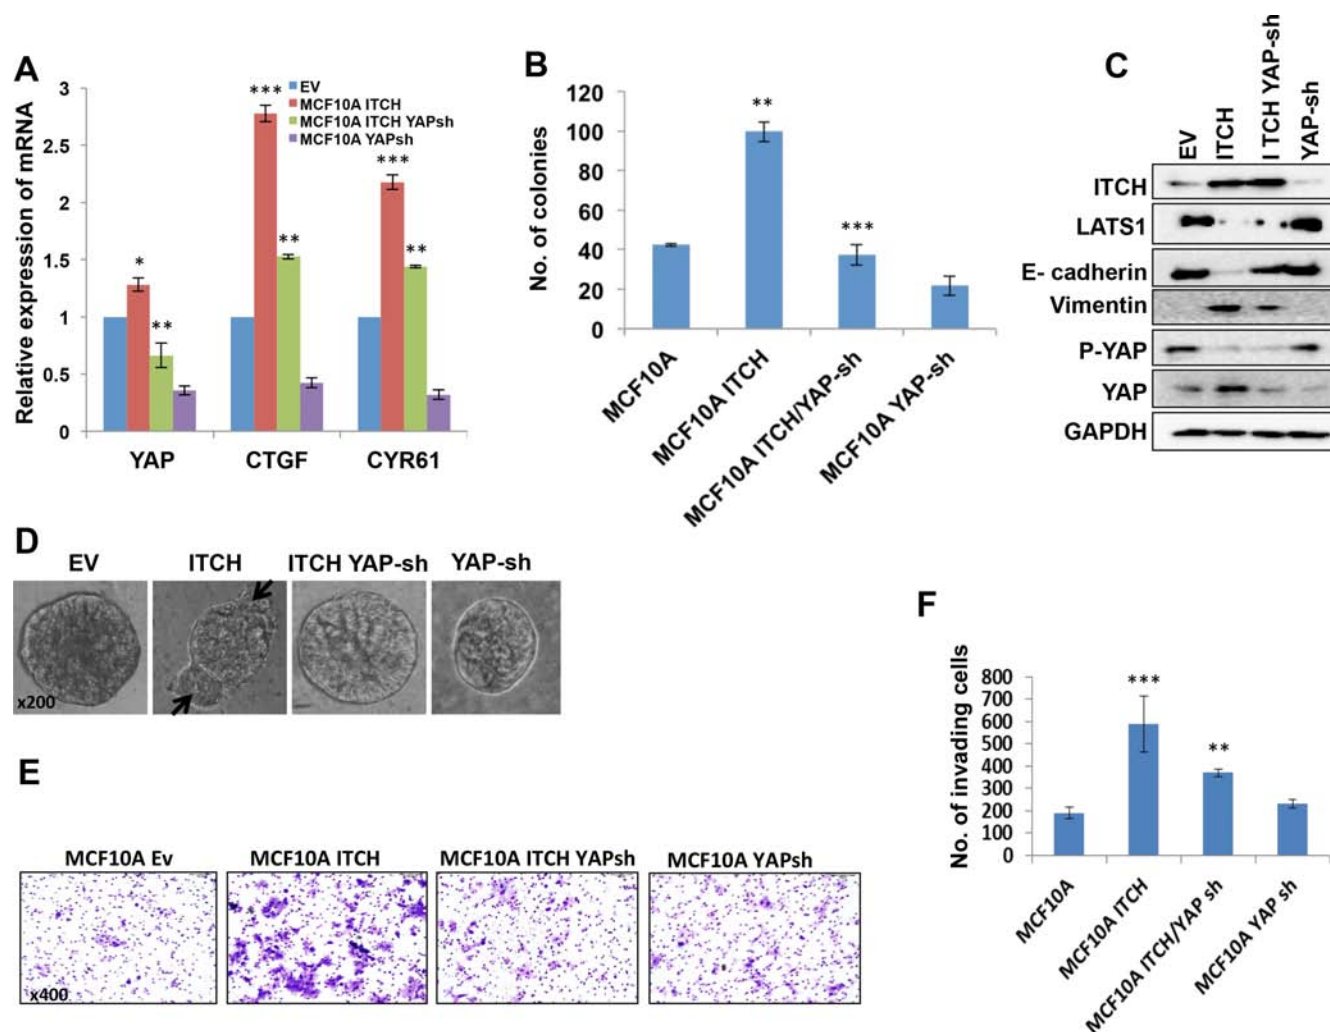 A
Relative expression of mRNA
3
2.5
2
1.5
1
0.5
0
EV
MCF10A ITCH
MCF10A ITCH YAPsh
MCF10A YAPsh
*
**
***
**
***
**
YAP
CTGF
CYR61
B
No. of colonies
120
100
80
60
40
20
0
**
***
MCF10A
MCF10A ITCH
MCF10A ITCH/YAP-sh
MCF10A YAP-sh
C
EV
ITCH
I TCH YAP-sh
YAP-sh
ITCH
LATS1
E- cadherin
Vimentin
P-YAP
YAP
GAPDH
D
EV
ITCH
ITCH YAP-sh
YAP-sh
x200
E
MCF10A Ev
MCF10A ITCH
MCF10A ITCH YAPsh
MCF10A YAPsh
x400
F
No. of invading cells
800
700
600
500
400
300
200
100
0
***
**
MCF10A
MCF10A ITCH
MCF10A ITCH/YAP sh
MCF10A YAP sh